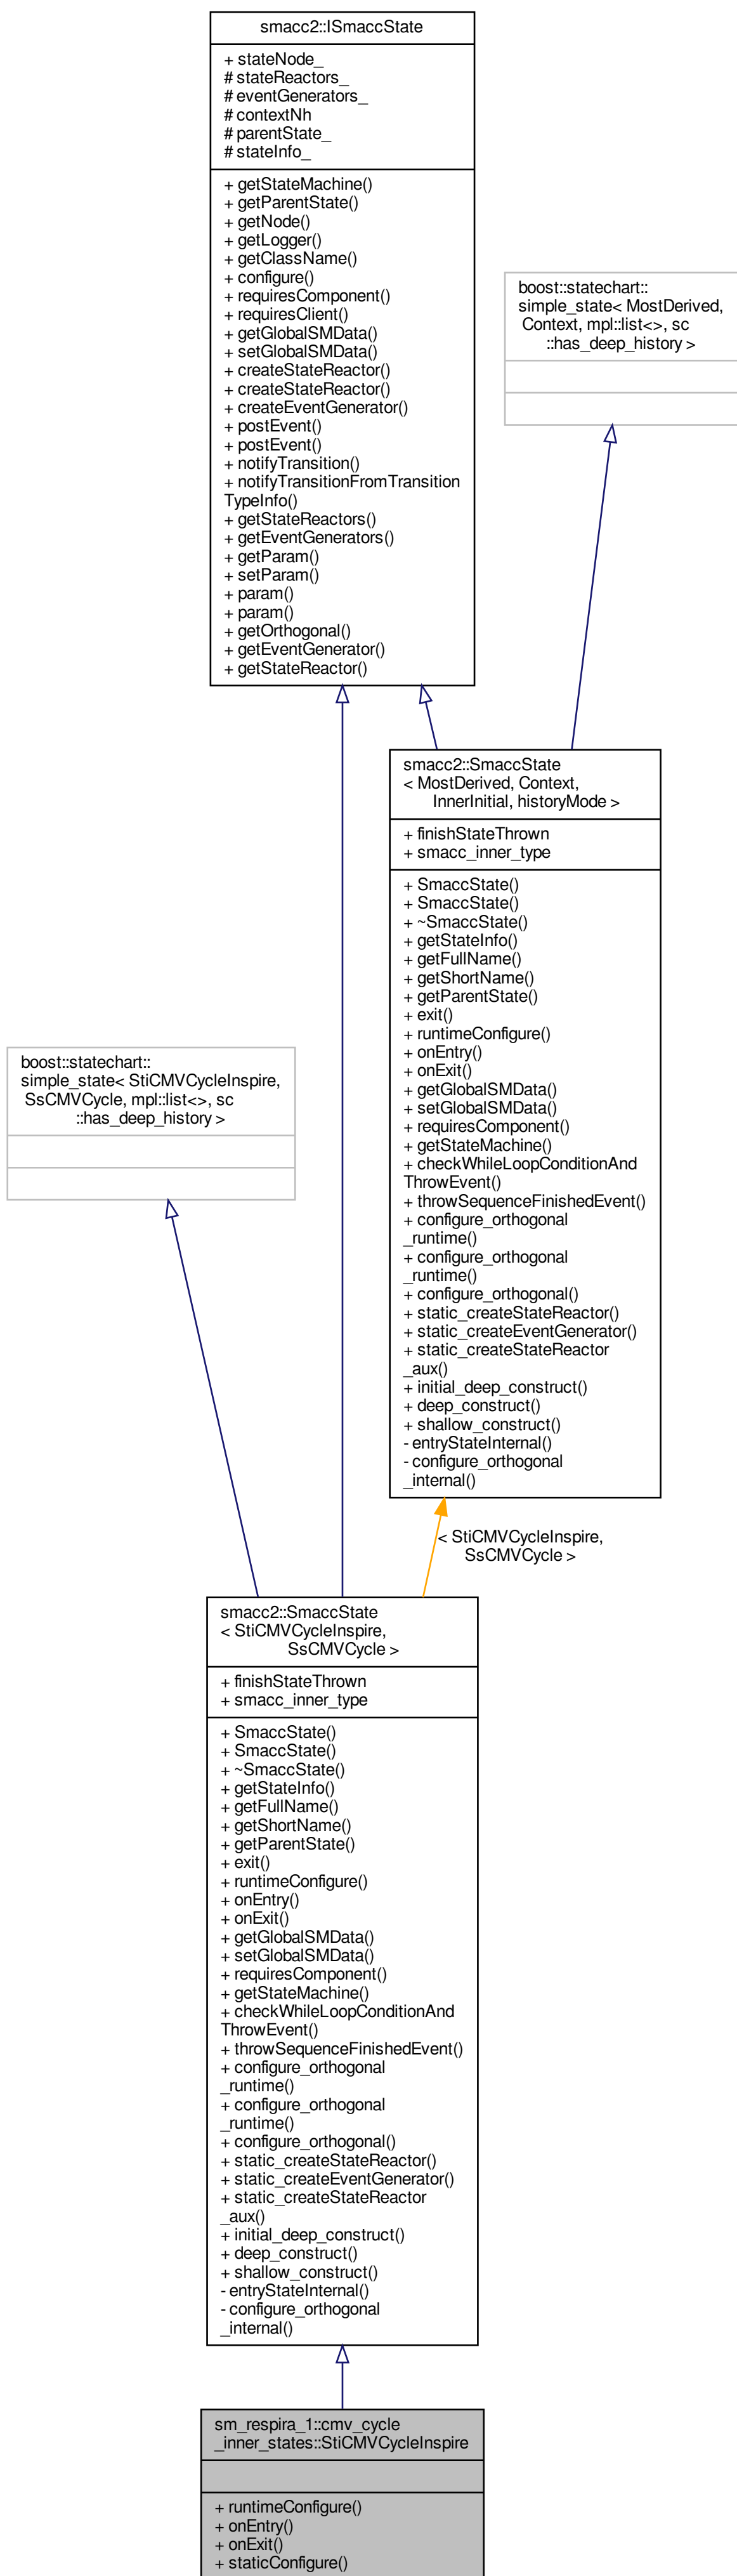 smacc2::ISmaccState
+ stateNode_
# stateReactors_
# eventGenerators_
# contextNh
# parentState_
# stateInfo_
+ getStateMachine()
+ getParentState()
+ getNode()
+ getLogger()
+ getClassName()
+ configure()
+ requiresComponent()
+ requiresClient()
+ getGlobalSMData()
+ setGlobalSMData()
+ createStateReactor()
+ createStateReactor()
+ createEventGenerator()
+ postEvent()
+ postEvent()
+ notifyTransition()
+ notifyTransitionFromTransition
TypeInfo()
+ getStateReactors()
+ getEventGenerators()
+ getParam()
+ setParam()
+ param()
+ param()
+ getOrthogonal()
+ getEventGenerator()
+ getStateReactor()
boost::statechart::
simple_state< MostDerived,
Context, mpl::list<>, sc
::has_deep_history >
smacc2::SmaccState
< MostDerived, Context,
InnerInitial, historyMode >
+ finishStateThrown
+ smacc_inner_type
+ SmaccState()
+ SmaccState()
+ ~SmaccState()
+ getStateInfo()
+ getFullName()
+ getShortName()
+ getParentState()
+ exit()
+ runtimeConfigure()
+ onEntry()
+ onExit()
+ getGlobalSMData()
+ setGlobalSMData()
+ requiresComponent()
+ getStateMachine()
+ checkWhileLoopConditionAnd
ThrowEvent()
+ throwSequenceFinishedEvent()
+ configure_orthogonal
_runtime()
+ configure_orthogonal
_runtime()
+ configure_orthogonal()
+ static_createStateReactor()
+ static_createEventGenerator()
+ static_createStateReactor
_aux()
+ initial_deep_construct()
+ deep_construct()
+ shallow_construct()
- entryStateInternal()
- configure_orthogonal
_internal()
boost::statechart::
simple_state< StiCMVCycleInspire,
SsCMVCycle, mpl::list<>, sc
::has_deep_history >
< StiCMVCycleInspire,
SsCMVCycle >
smacc2::SmaccState
< StiCMVCycleInspire,
SsCMVCycle >
+ finishStateThrown
+ smacc_inner_type
+ SmaccState()
+ SmaccState()
+ ~SmaccState()
+ getStateInfo()
+ getFullName()
+ getShortName()
+ getParentState()
+ exit()
+ runtimeConfigure()
+ onEntry()
+ onExit()
+ getGlobalSMData()
+ setGlobalSMData()
+ requiresComponent()
+ getStateMachine()
+ checkWhileLoopConditionAnd
ThrowEvent()
+ throwSequenceFinishedEvent()
+ configure_orthogonal
_runtime()
+ configure_orthogonal
_runtime()
+ configure_orthogonal()
+ static_createStateReactor()
+ static_createEventGenerator()
+ static_createStateReactor
_aux()
+ initial_deep_construct()
+ deep_construct()
+ shallow_construct()
- entryStateInternal()
- configure_orthogonal
_internal()
sm_respira_1::cmv_cycle
_inner_states::StiCMVCycleInspire
+ runtimeConfigure()
+ onEntry()
+ onExit()
+ staticConfigure()